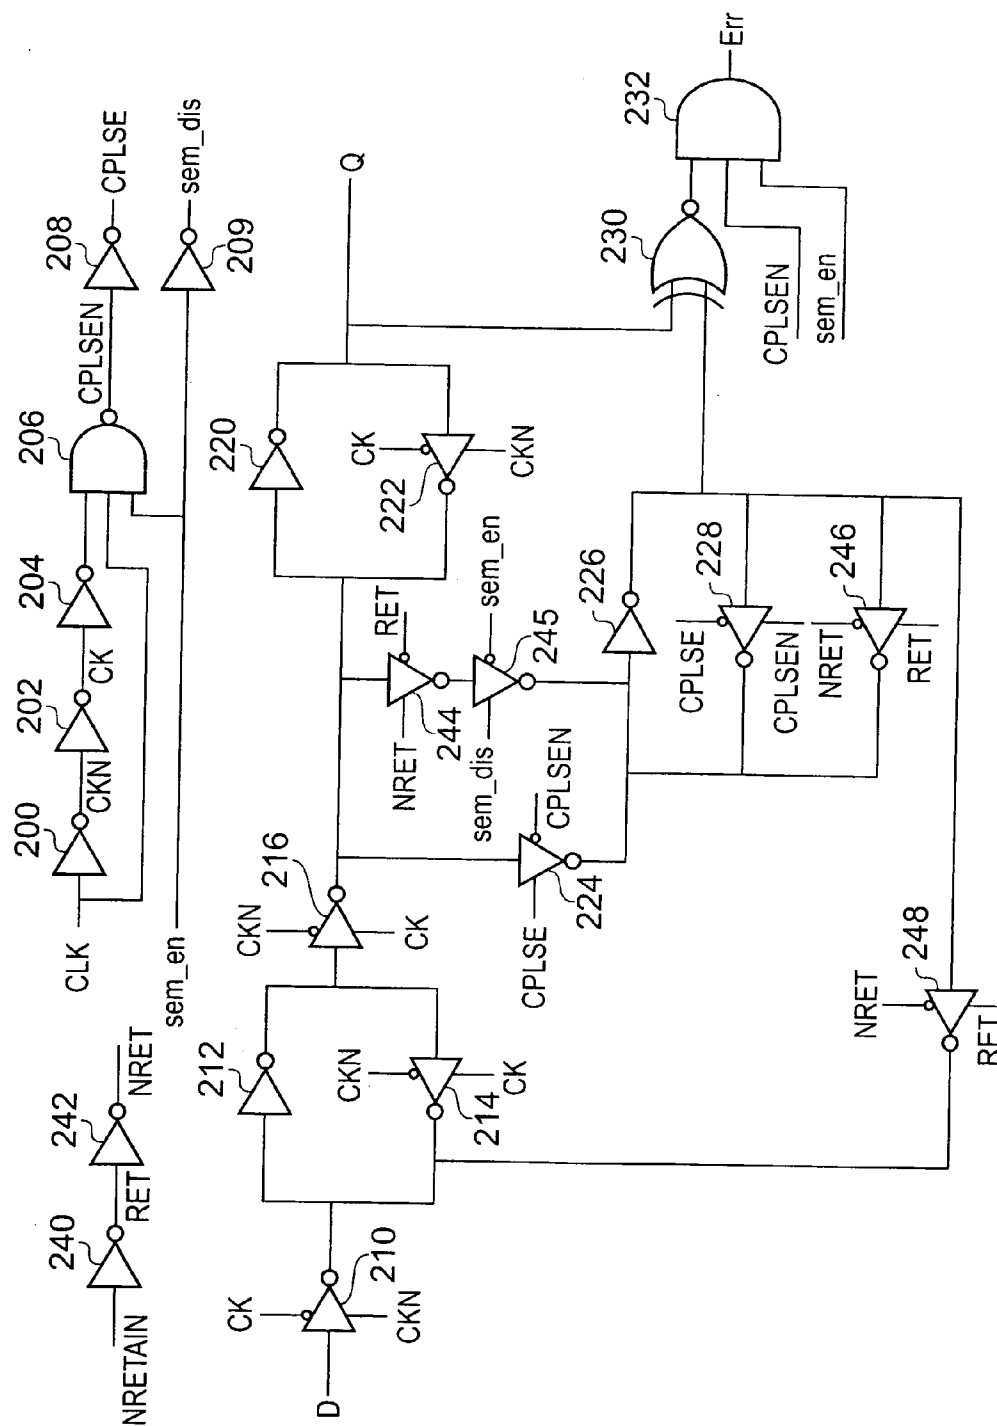 NRETAIN
240
RET
242
NRET
CLK
200
CKN
202
CK
204
206
CPLSEN
208
CPLSE
sem_en
209
sem_dis
D
CK
210
CKN
212
CKN
214
CK
CKN
216
CK
220
CK
222
CKN
Q
RET
244
NRET
sem_en
245
sem_dis
CPLSE
224
CPLSEN
226
CPLSE
228
CPLSEN
NRET
246
RET
NRET
248
RET
230
CPLSEN
sem_en
232
Err